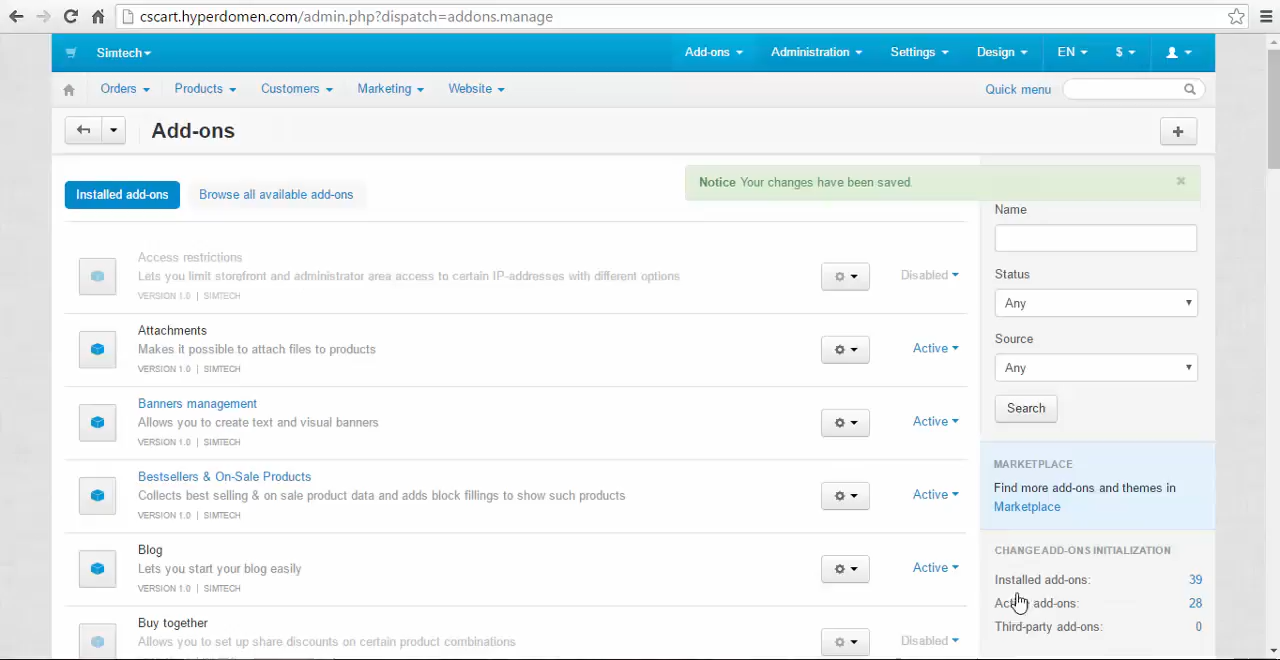 cscart.hyperdomen.com/admin.php?dispatch=addons.manage
Simtech
Add-ons
Administration
Settings
Design
EN
$
Orders
Products
Customers
Marketing
Website
Quick menu
Add-ons
Installed add-ons
Browse all available add-ons
Notice Your changes have been saved.
Name
Status
Any
Source
Any
Search
Access restrictions
Lets you limit storefront and administrator area access to certain IP-addresses with different options
VERSION 1.0 | SIMTECH
Disabled
Attachments
Makes it possible to attach files to products
VERSION 1.0 | SIMTECH
Active
Banners management
Allows you to create text and visual banners
VERSION 1.0 | SIMTECH
Active
Bestsellers & On-Sale Products
Collects best selling & on sale product data and adds block fillings to show such products
VERSION 1.0 | SIMTECH
Active
Blog
Lets you start your blog easily
VERSION 1.0 | SIMTECH
Active
Buy together
Allows you to set up share discounts on certain product combinations
Disabled
MARKETPLACE
Find more add-ons and themes in
Marketplace
CHANGE ADD-ONS INITIALIZATION
Installed add-ons: 39
add-ons: 28
Third-party add-ons: 0